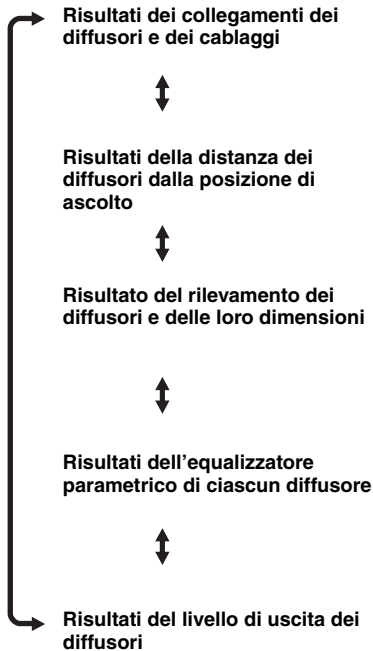 Risultati dei collegamenti dei
diffusori e dei cablaggi
Risultati della distanza dei
diffusori dalla posizione di
ascolto
Risultato del rilevamento dei
diffusori e delle loro dimensioni
Risultati dell'equalizzatore
parametrico di ciascun diffusore
Risultati del livello di uscita dei
diffusori